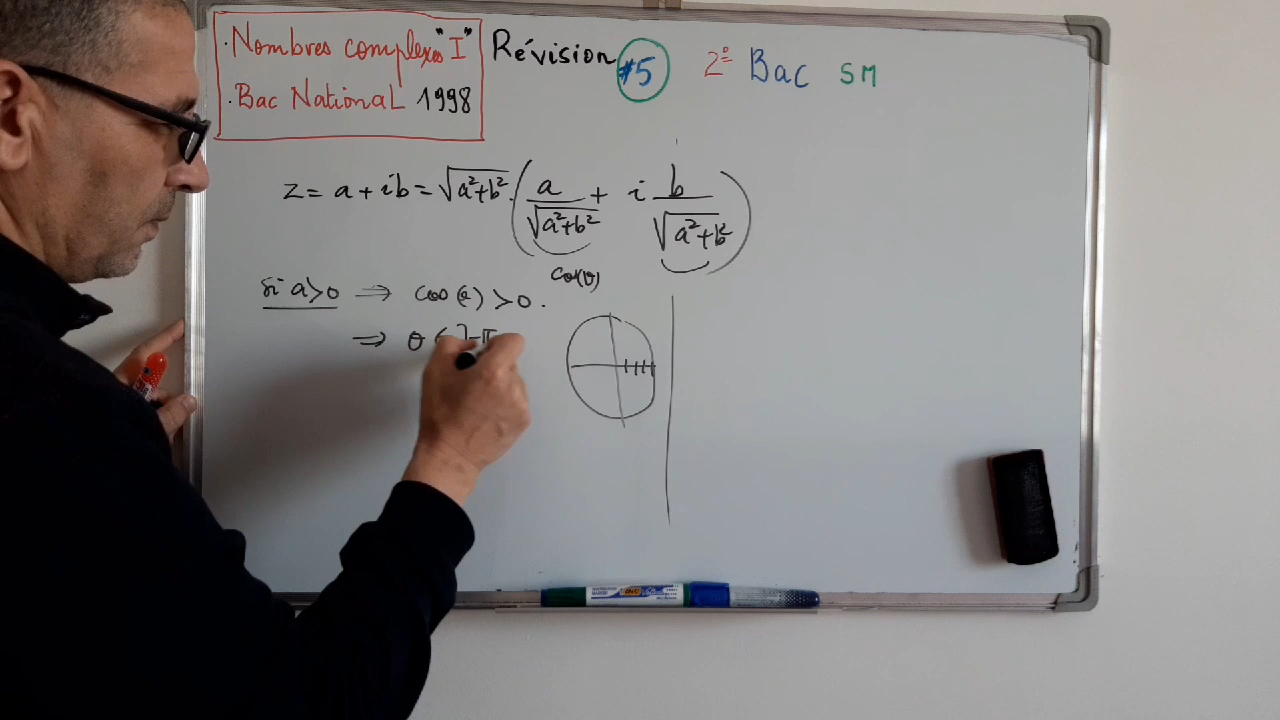 · Nombres complexes "I"
· Bac National 1998
Révision #5 2° Bac SM
z = a + ib = √(a²+b²) · ( a/√(a²+b²) + i b/√(a²+b²) )
cos(θ)
si a>0 ⇒ cos(a) > 0 .
⇒ θ ∈ ]-π